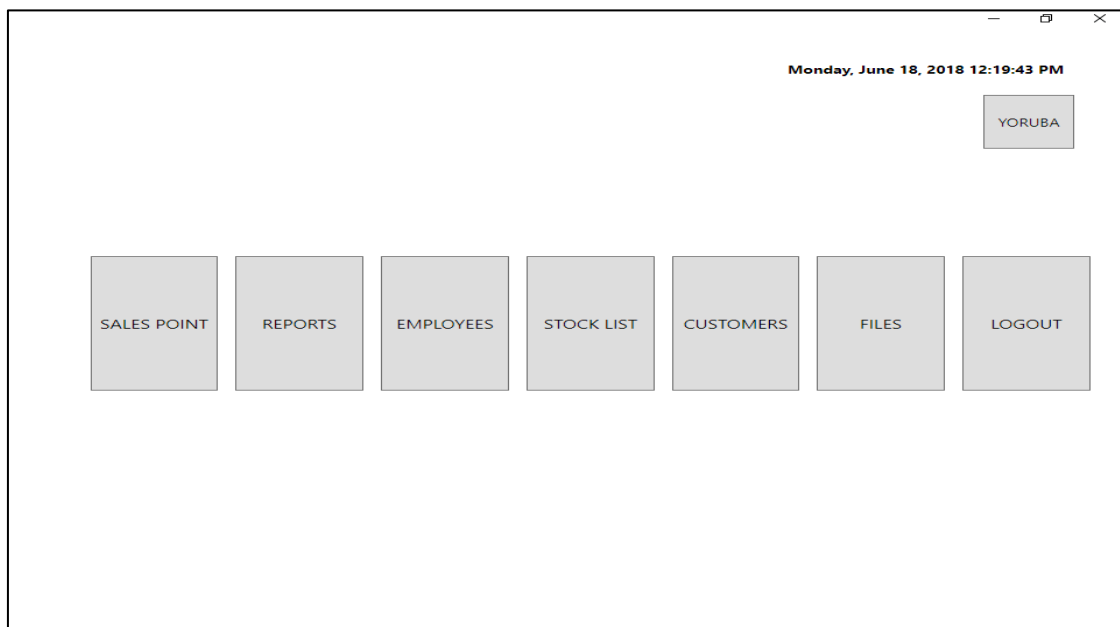 Monday, June 18, 2018 12:19:43 PM
YORUBA
SALES POINT
REPORTS
EMPLOYEES
STOCK LIST
CUSTOMERS
FILES
LOGOUT